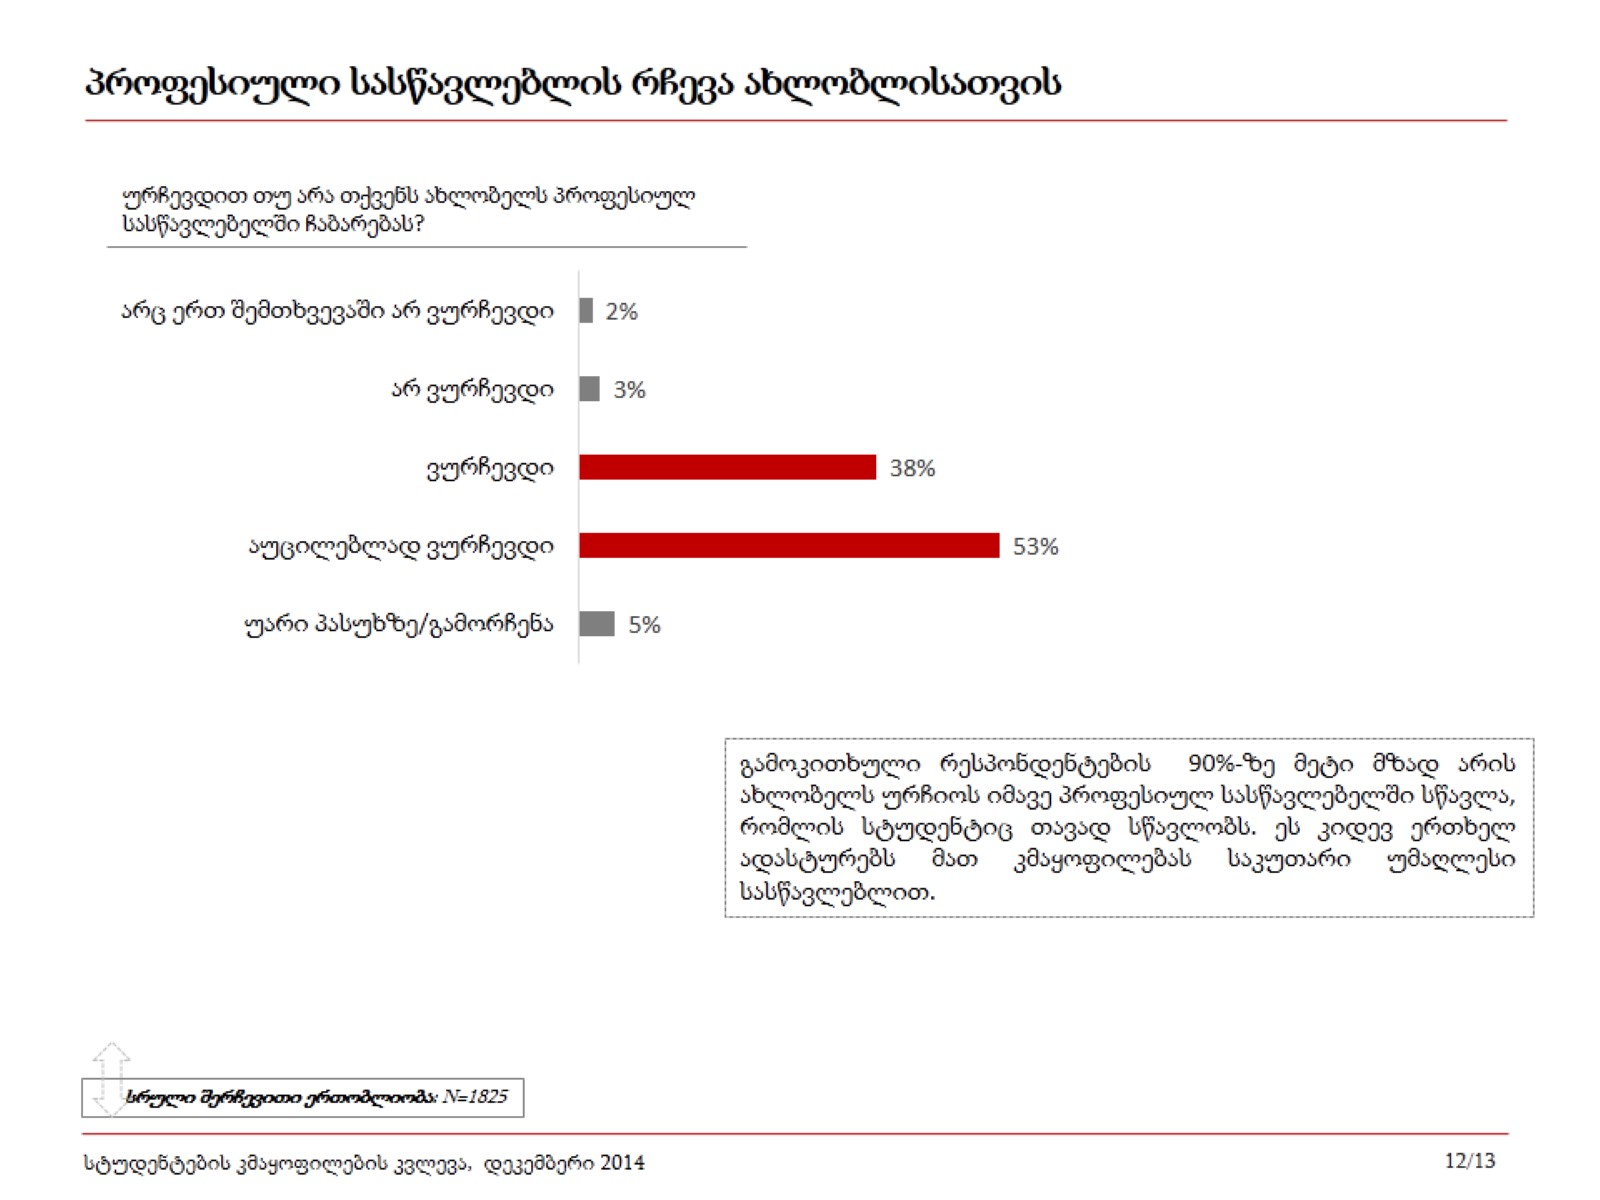 პროფესიული სასწავლებლის რჩევა ახლობლისათვის
ურჩევდით თუ არა თქვენს ახლობელს პროფესიულ
სასწავლებელში ჩაბარებას?
არც ერთ შემთხვევაში არ ვურჩევდი 2%
არ ვურჩევდი 3%
ვურჩევდი 38%
აუცილებლად ვურჩევდი 53%
უარი პასუხზე/გამორჩენა 5%
გამოკითხული რესპონდენტების 90%-ზე მეტი მზად არის
ახლობელს ურჩიოს იმავე პროფესიულ სასწავლებელში სწავლა,
რომლის სტუდენტიც თავად სწავლობს. ეს კიდევ ერთხელ
ადასტურებს მათ კმაყოფილებას საკუთარი უმაღლესი
სასწავლებლით.
სრული შერჩევითი ერთობლიობა: N=1825
სტუდენტების კმაყოფილების კვლევა, დეკემბერი 2014
12/13